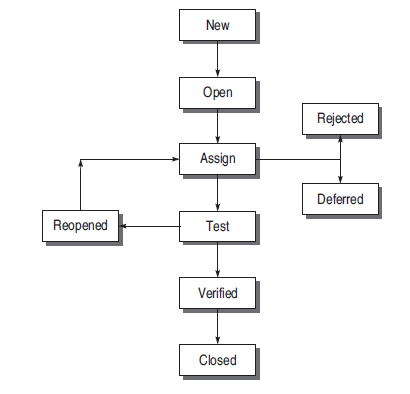 New
Open
Rejected
Assign
Deferred
Reopened
Test
Verified
Closed